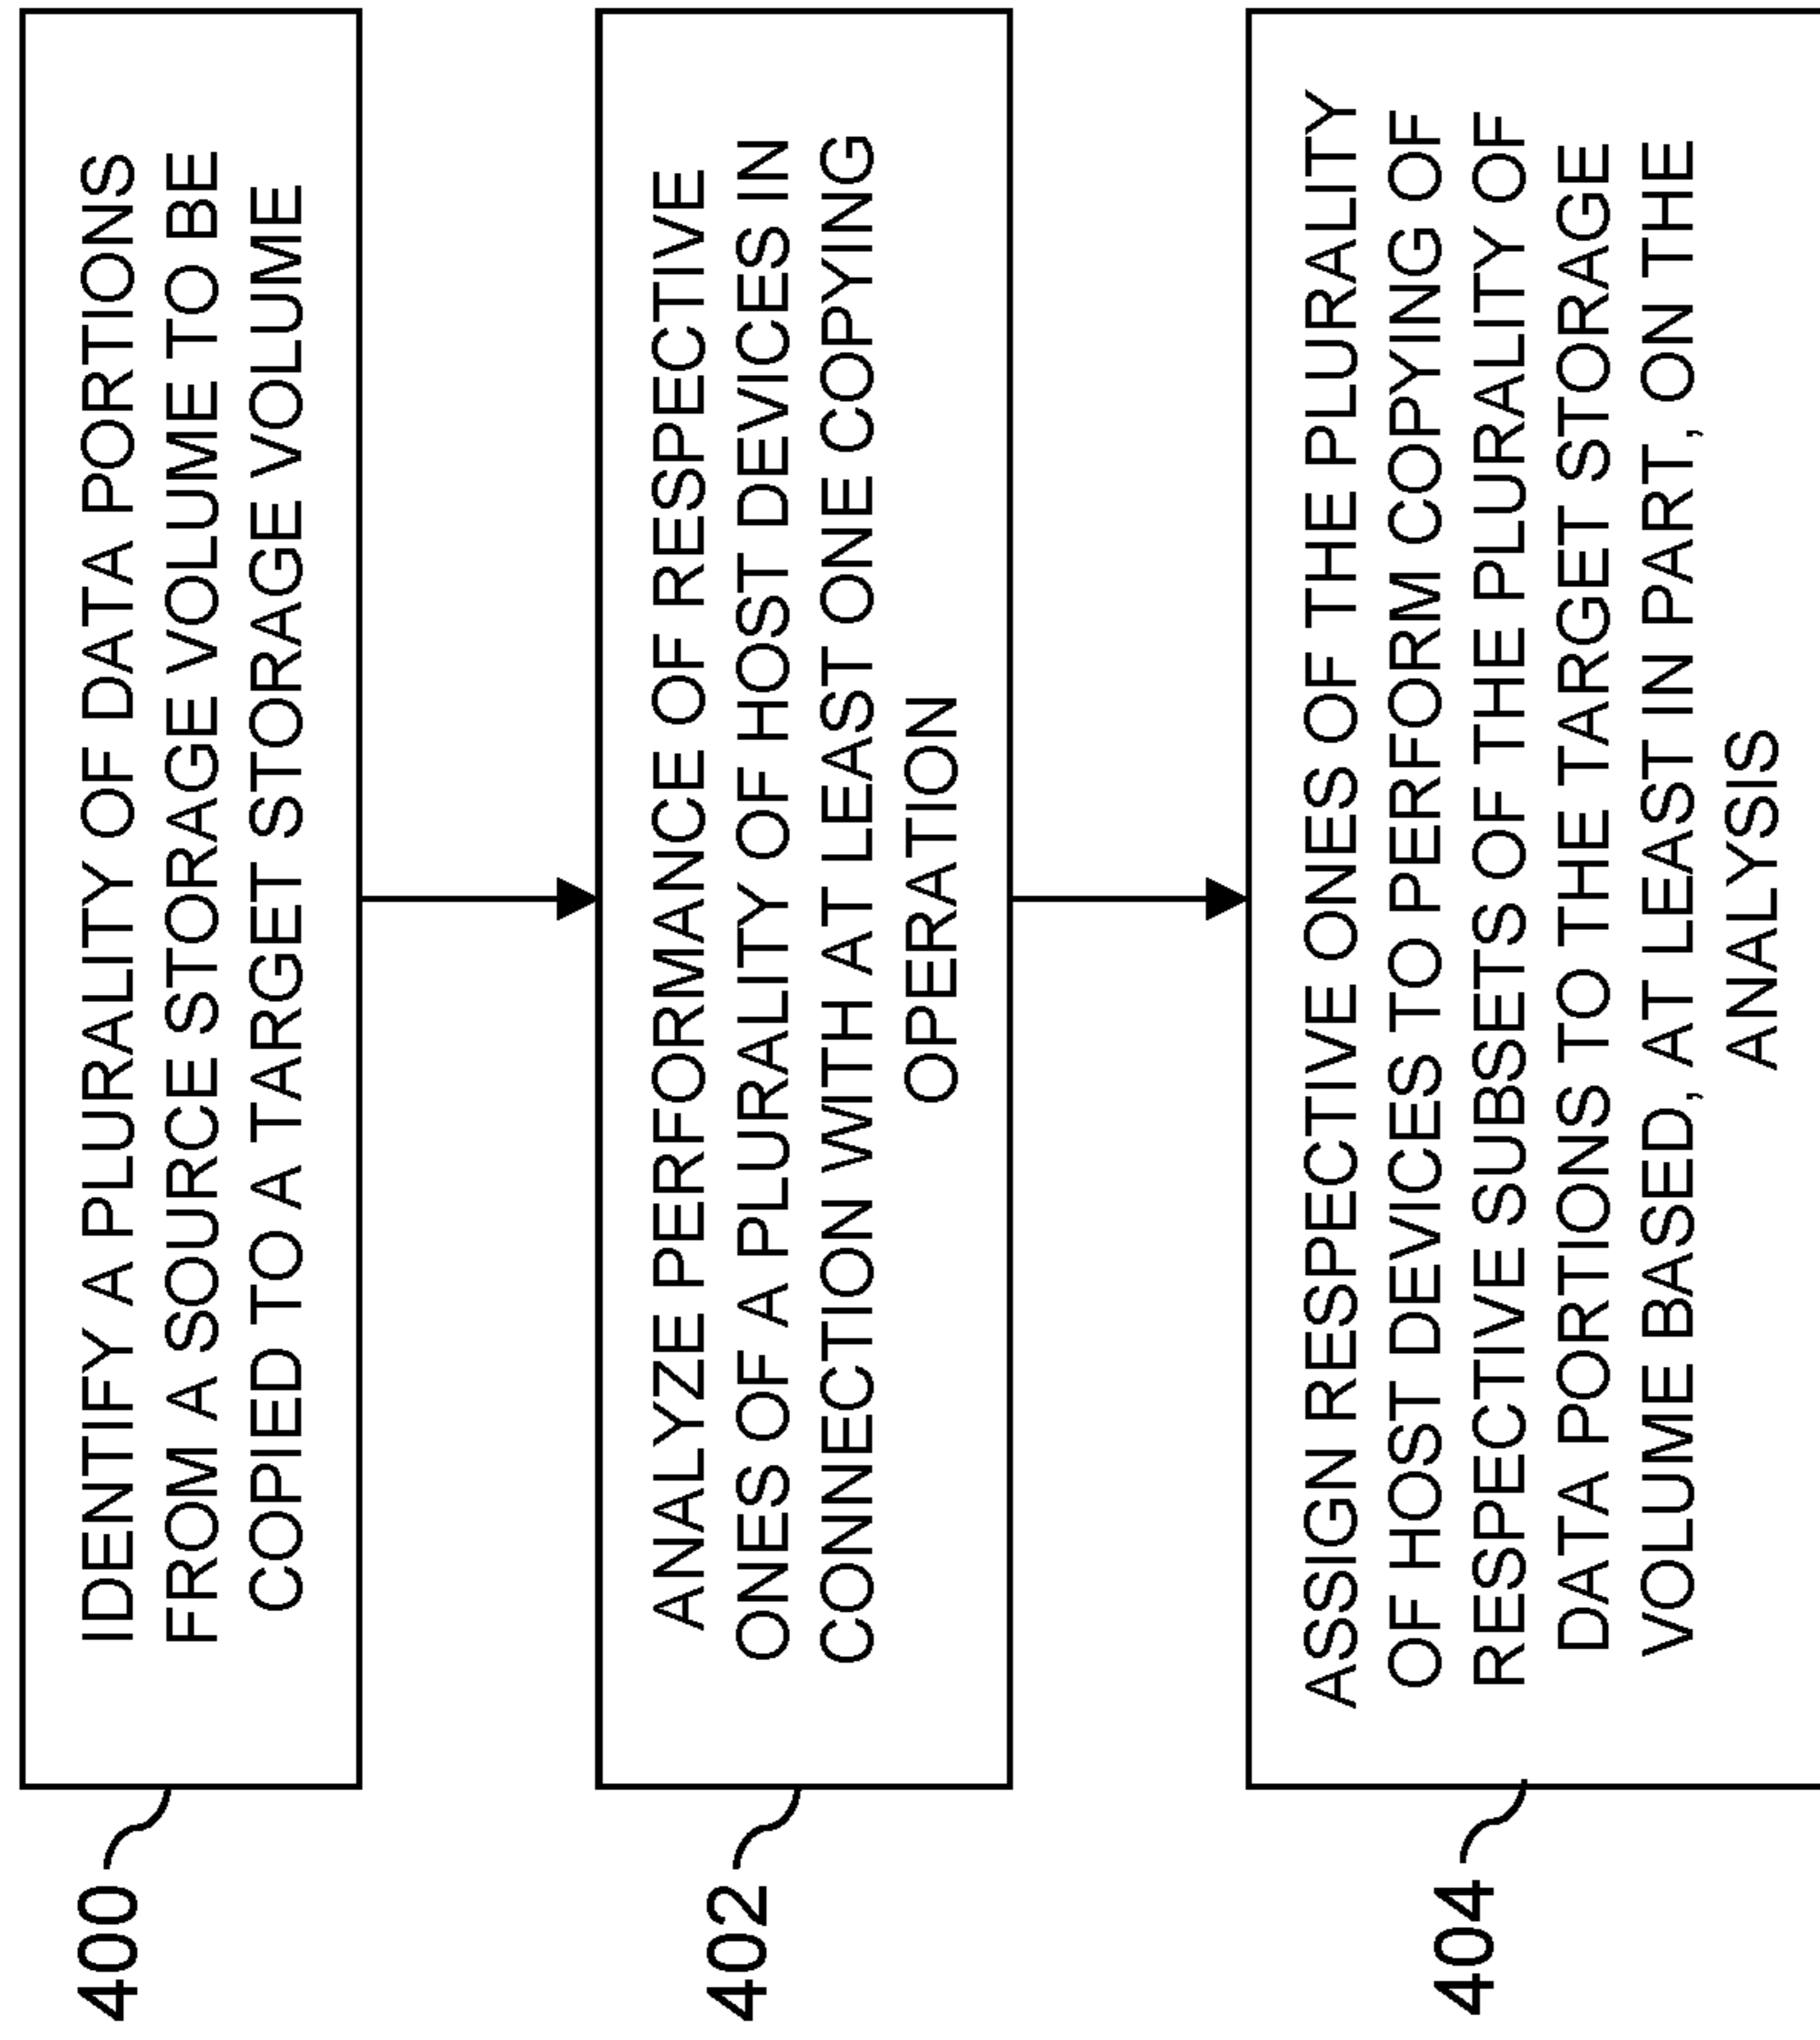 400
IDENTIFY A PLURALITY OF DATA PORTIONS
FROM A SOURCE STORAGE VOLUME TO BE
COPIED TO A TARGET STORAGE VOLUME
402
ANALYZE PERFORMANCE OF RESPECTIVE
ONES OF A PLURALITY OF HOST DEVICES IN
CONNECTION WITH AT LEAST ONE COPYING
OPERATION
404
ASSIGN RESPECTIVE ONES OF THE PLURALITY
OF HOST DEVICES TO PERFORM COPYING OF
RESPECTIVE SUBSETS OF THE PLURALITY OF
DATA PORTIONS TO THE TARGET STORAGE
VOLUME BASED, AT LEAST IN PART, ON THE
ANALYSIS